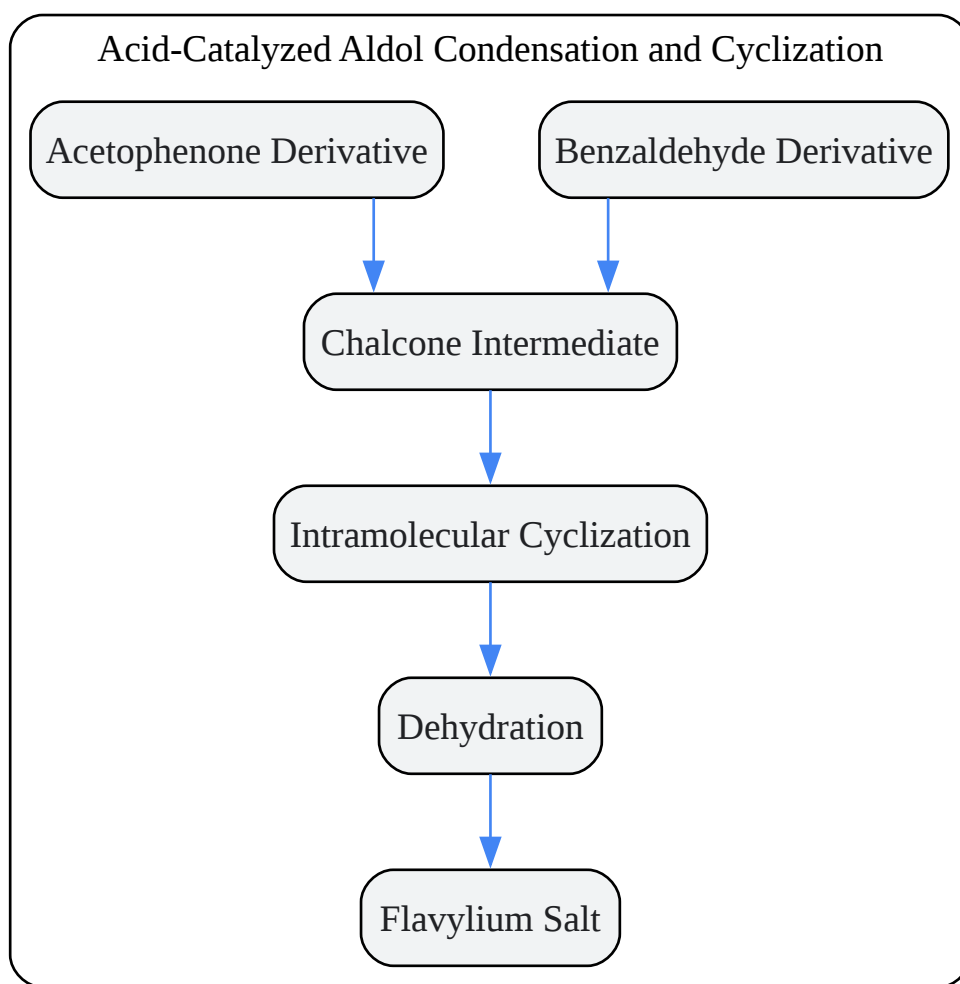 Acid-Catalyzed Aldol Condensation and Cyclization
Acetophenone Derivative
Benzaldehyde Derivative
Chalcone Intermediate
Intramolecular Cyclization
Dehydration
Flavylium Salt